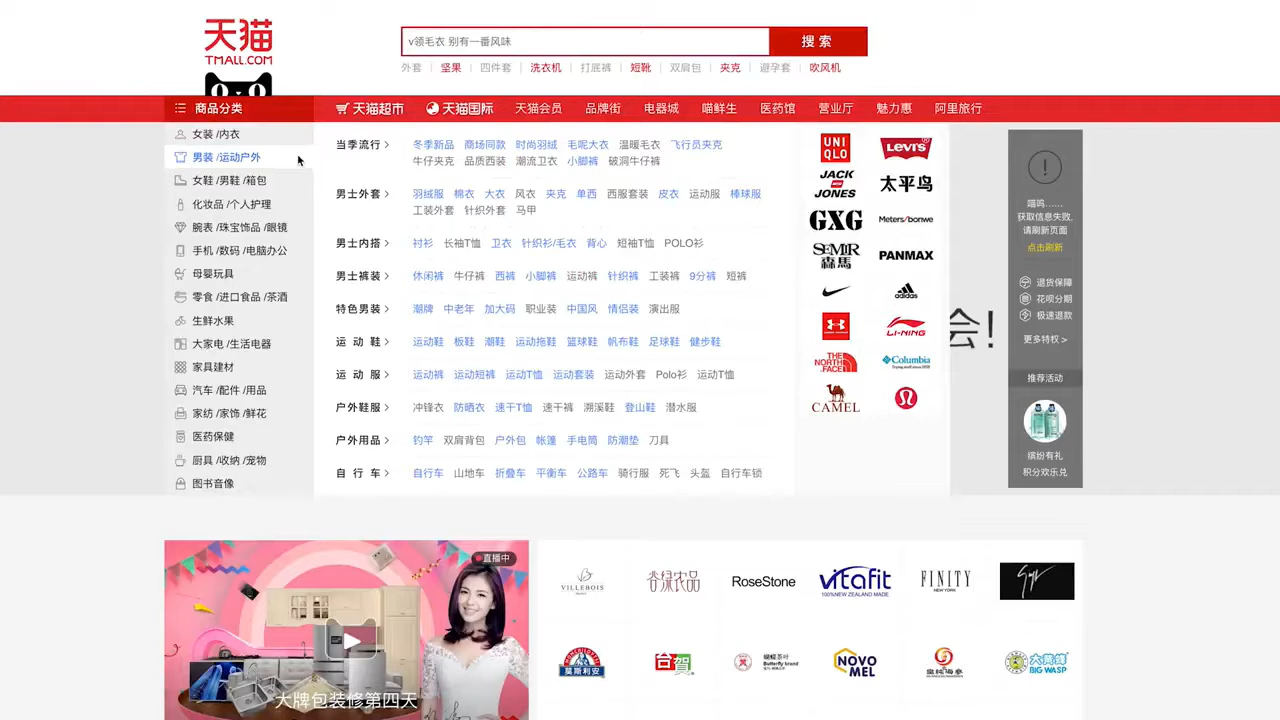 天猫
TMALL.COM
v领毛衣 别有一番风味
搜 索
外套 坚果 四件套 洗衣机 打底裤 短靴 双肩包 夹克 避孕套 吹风机
商品分类
天猫超市 天猫国际 天猫会员 品牌街 电器城 喵鲜生 医药馆 营业厅 魅力惠 阿里旅行
女装 /内衣
男装 /运动户外
女鞋 /男鞋 /箱包
化妆品 /个人护理
腕表 /珠宝饰品 /眼镜
手机 /数码 /电脑办公
母婴玩具
零食 /进口食品 /茶酒
生鲜水果
大家电 /生活电器
家具建材
汽车 /配件 /用品
家纺 /家饰 /鲜花
医药保健
厨具 /收纳 /宠物
图书音像
当季流行 冬季新品 商场同款 时尚羽绒 毛呢大衣 温暖毛衣 飞行员夹克
牛仔夹克 品质西装 潮流卫衣 小脚裤 破洞牛仔裤
男士外套 羽绒服 棉衣 大衣 风衣 夹克 单西 西服套装 皮衣 运动服 棒球服
工装外套 针织外套 马甲
男士内搭 衬衫 长袖T恤 卫衣 针织衫/毛衣 背心 短袖T恤 POLO衫
男士裤装 休闲裤 牛仔裤 西裤 小脚裤 运动裤 针织裤 工装裤 9分裤 短裤
特色男装 潮牌 中老年 加大码 职业装 中国风 情侣装 演出服
运 动 鞋 运动鞋 板鞋 潮鞋 运动拖鞋 篮球鞋 帆布鞋 足球鞋 健步鞋
运 动 服 运动裤 运动短裤 运动T恤 运动套装 运动外套 Polo衫 运动T恤
户外鞋服 冲锋衣 防晒衣 速干T恤 速干裤 溯溪鞋 登山鞋 潜水服
户外用品 钓竿 双肩背包 户外包 帐篷 手电筒 防潮垫 刀具
自 行 车 自行车 山地车 折叠车 平衡车 公路车 骑行服 死飞 头盔 自行车锁
UNI
QLO
LEVI'S
JACK
JONES
太平鸟
GXG
Meters/bonwe
SEMIR
森馬
PANMAX
LI-NING
THE
NORTH
FACE
Columbia
CAMEL
会!
喵呜……
获取信息失败,
请刷新页面
点击刷新
退货保障
花呗分期
极速退款
更多特权 >
推荐活动
缤纷有礼
积分欢乐兑
直播中
大牌包装修第四天
VILLEBOIS
谷绿农品
RoseStone
vitafit
100%NEW ZEALAND MADE
FINITY
NEW YORK
莫斯利安
台贺
蝴蝶茶叶
Butterfly brand
NOVO
MEL
皇纯海参
大黄蜂
BIG WASP